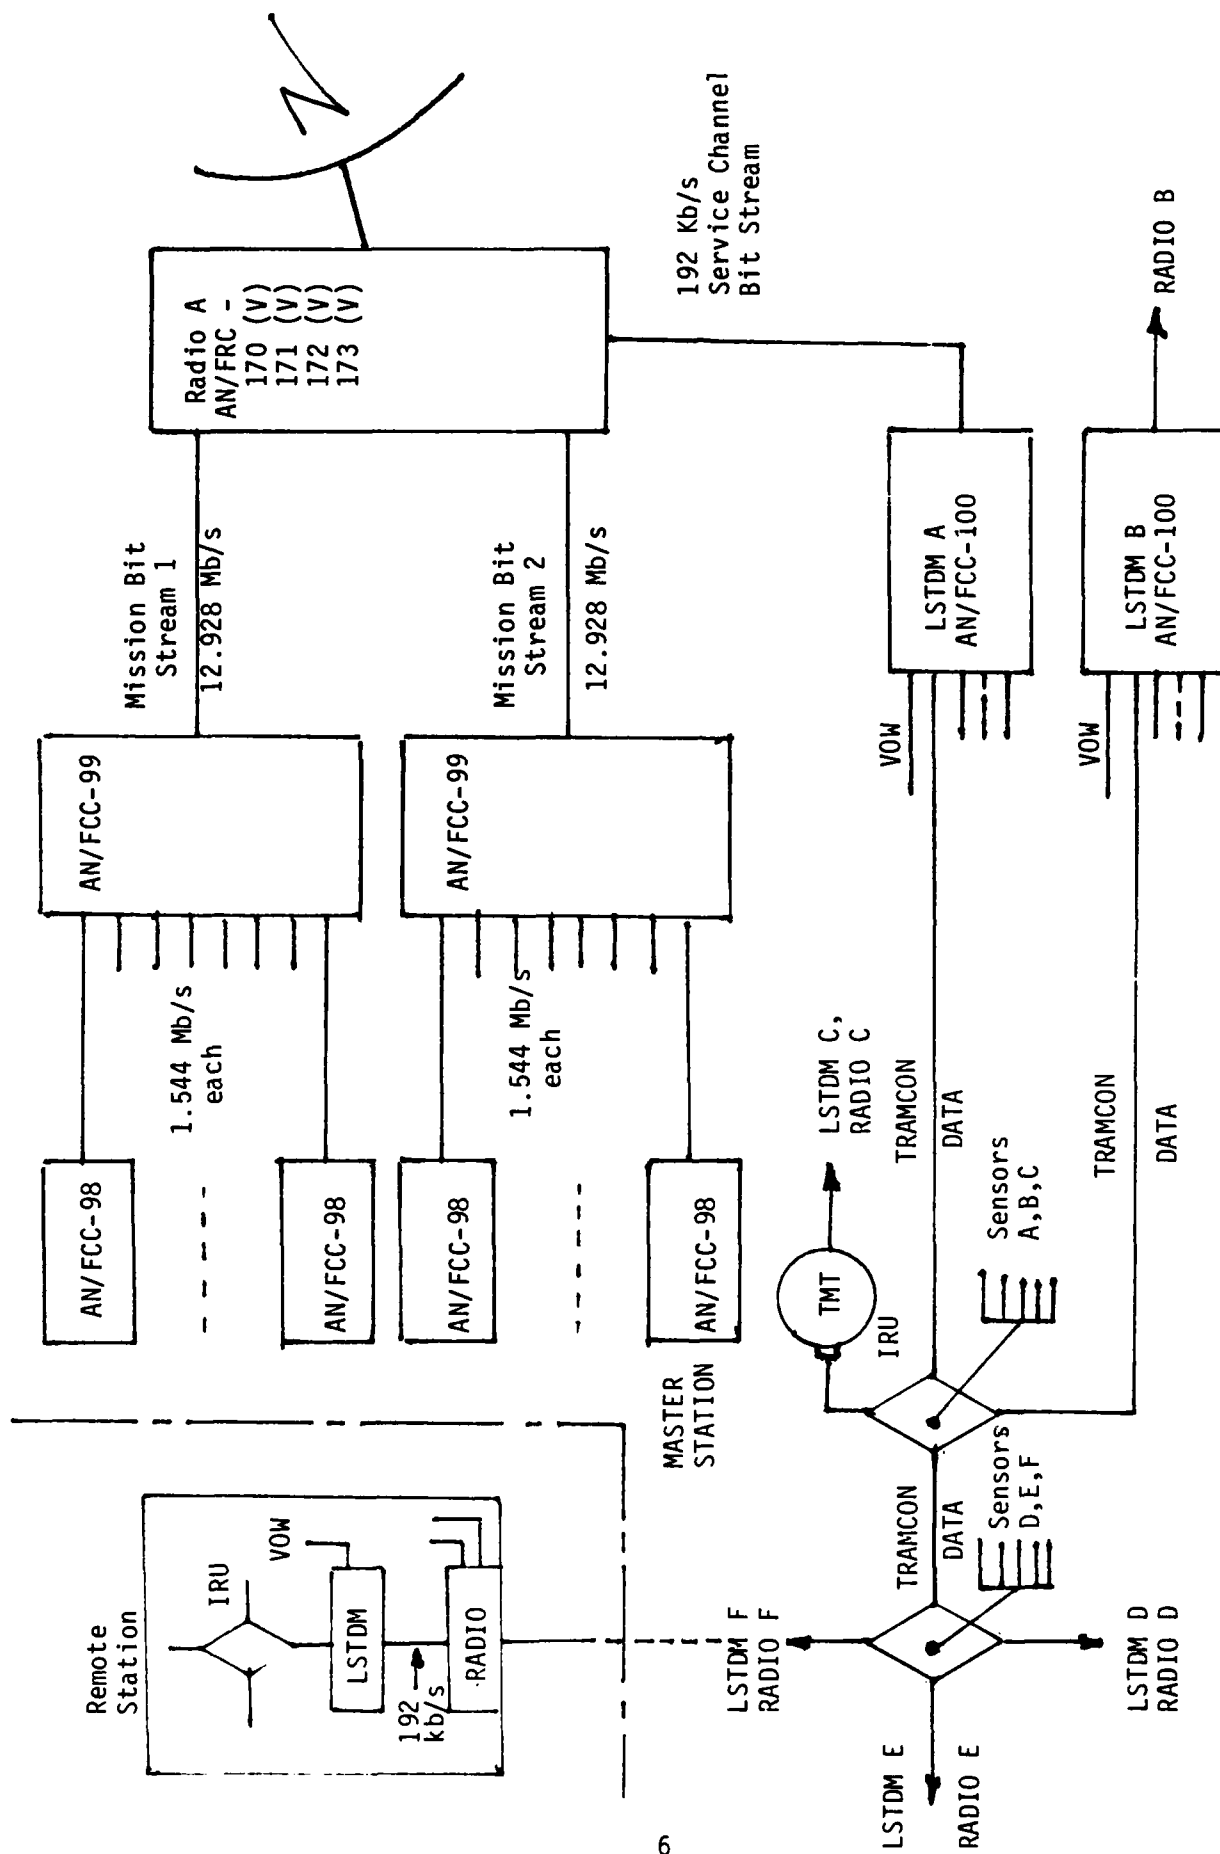 Remote
Station
IRU
VOW
LSTDM
192
kb/s
RADIO
AN/FCC-98
AN/FCC-98
AN/FCC-98
AN/FCC-98
1.544 Mb/s
each
1.544 Mb/s
each
AN/FCC-99
AN/FCC-99
Mission Bit
Stream 1
12.928 Mb/s
Mission Bit
Stream 2
12.928 Mb/s
Radio A
AN/FRC -
170 (V)
171 (V)
172 (V)
173 (V)
192 Kb/s
Service Channel
Bit Stream
MASTER
STATION
LSTDM F
RADIO F
LSTDM E
RADIO E
LSTDM D
RADIO D
TRAMCON
DATA
Sensors
D,E,F
IRU
TMT
LSTDM C,
RADIO C
Sensors
A,B,C
TRAMCON
DATA
TRAMCON
DATA
VOW
LSTDM A
AN/FCC-100
VOW
LSTDM B
AN/FCC-100
RADIO B
6